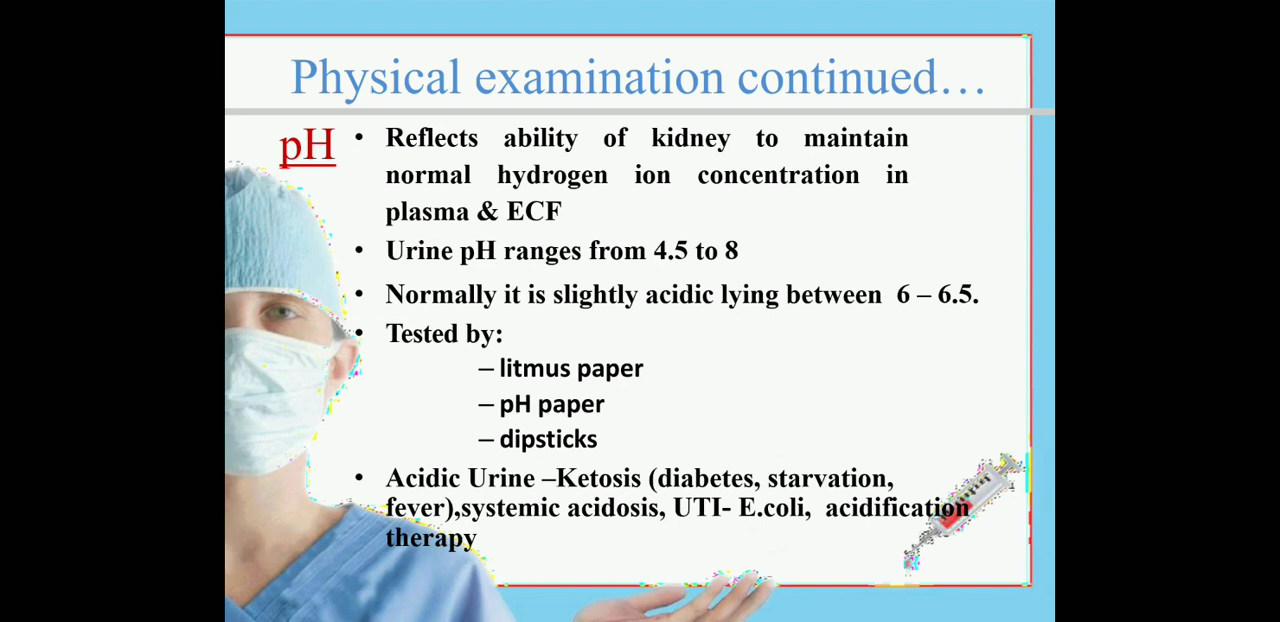 Physical examination continued…
pH
• Reflects ability of kidney to maintain
normal hydrogen ion concentration in
plasma & ECF
• Urine pH ranges from 4.5 to 8
• Normally it is slightly acidic lying between 6 – 6.5.
• Tested by:
– litmus paper
– pH paper
– dipsticks
• Acidic Urine –Ketosis (diabetes, starvation,
fever),systemic acidosis, UTI- E.coli, acidification
therapy